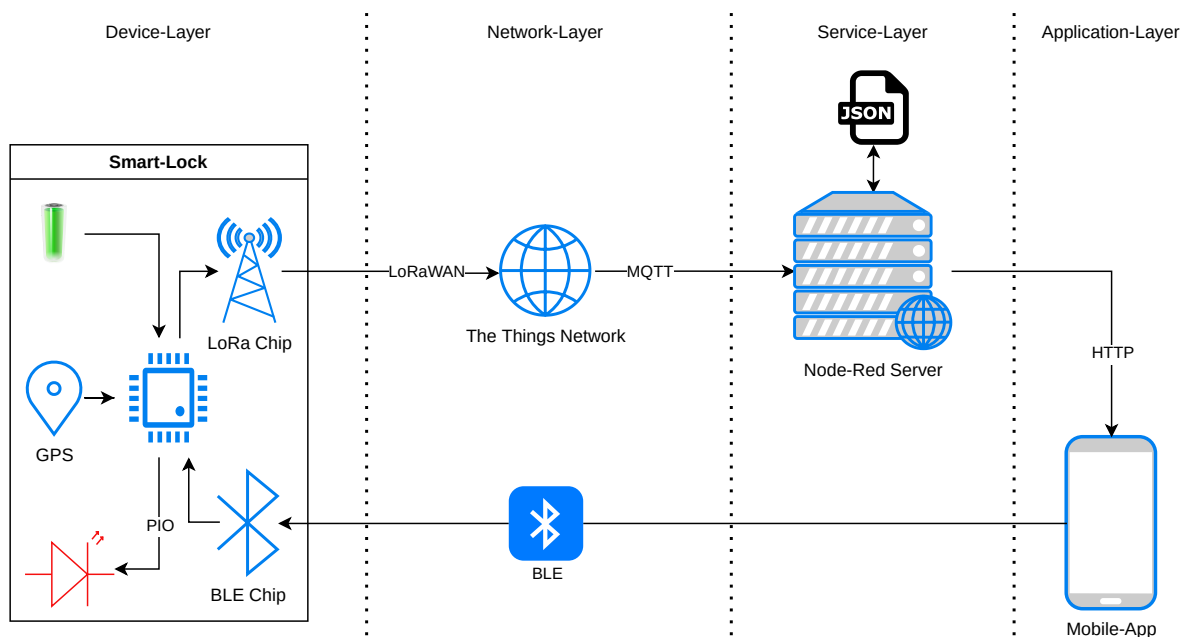 Device-Layer
Network-Layer
Service-Layer
Application-Layer
JSON
Smart-Lock
LoRaWAN
MQTT
The Things Network
LoRa Chip
HTTP
Node-Red Server
GPS
PIO
BLE
BLE Chip
Mobile-App